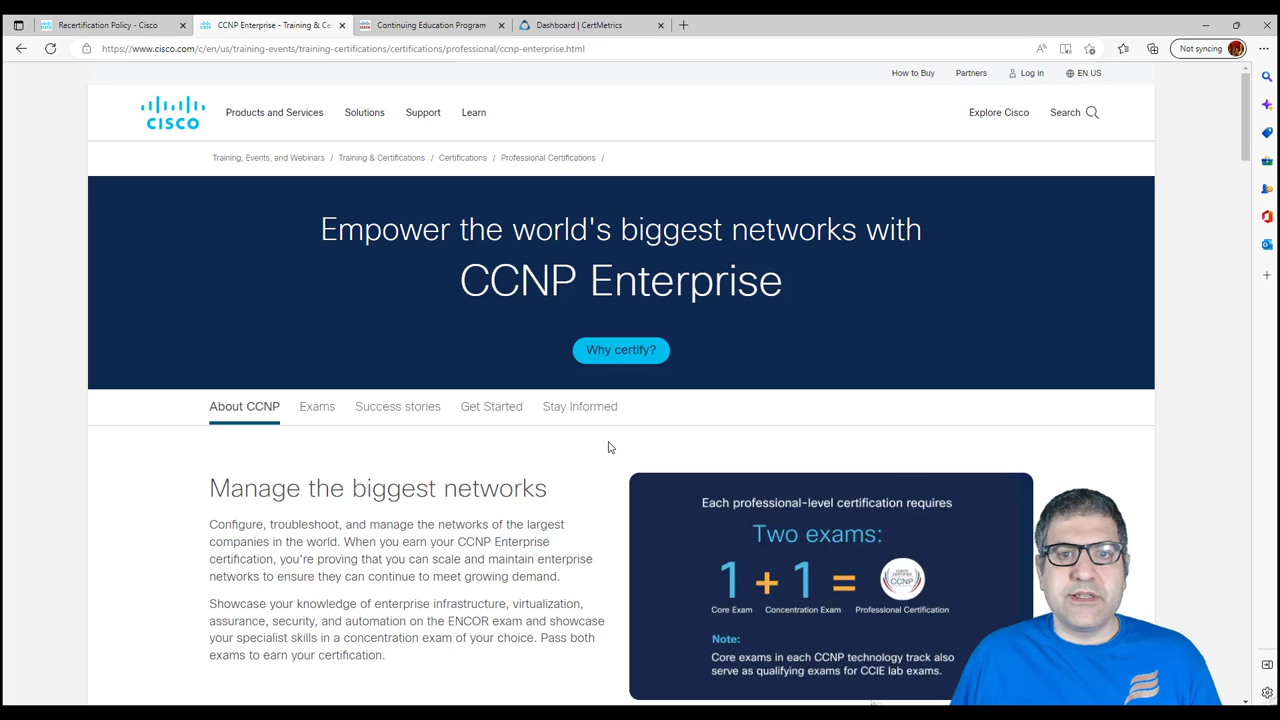 Recertification Policy - Cisco
CCNP Enterprise - Training & Ce
Continuing Education Program
Dashboard | CertMetrics
https://www.cisco.com/c/en/us/training-events/training-certifications/certifications/professional/ccnp-enterprise.html
Not syncing
How to Buy
Partners
Log in
EN US
CISCO
Products and Services
Solutions
Support
Learn
Explore Cisco
Search
Training, Events, and Webinars / Training & Certifications / Certifications / Professional Certifications /
Empower the world's biggest networks with
CCNP Enterprise
Why certify?
About CCNP
Exams
Success stories
Get Started
Stay Informed
Manage the biggest networks
Configure, troubleshoot, and manage the networks of the largest
companies in the world. When you earn your CCNP Enterprise
certification, you're proving that you can scale and maintain enterprise
networks to ensure they can continue to meet growing demand.
Showcase your knowledge of enterprise infrastructure, virtualization,
assurance, security, and automation on the ENCOR exam and showcase
your specialist skills in a concentration exam of your choice. Pass both
exams to earn your certification.
Each professional-level certification requires
Two exams:
1 + 1 =
CCNP
Core Exam
Concentration Exam
Professional Certification
Note:
Core exams in each CCNP technology track also
serve as qualifying exams for CCIE lab exams.